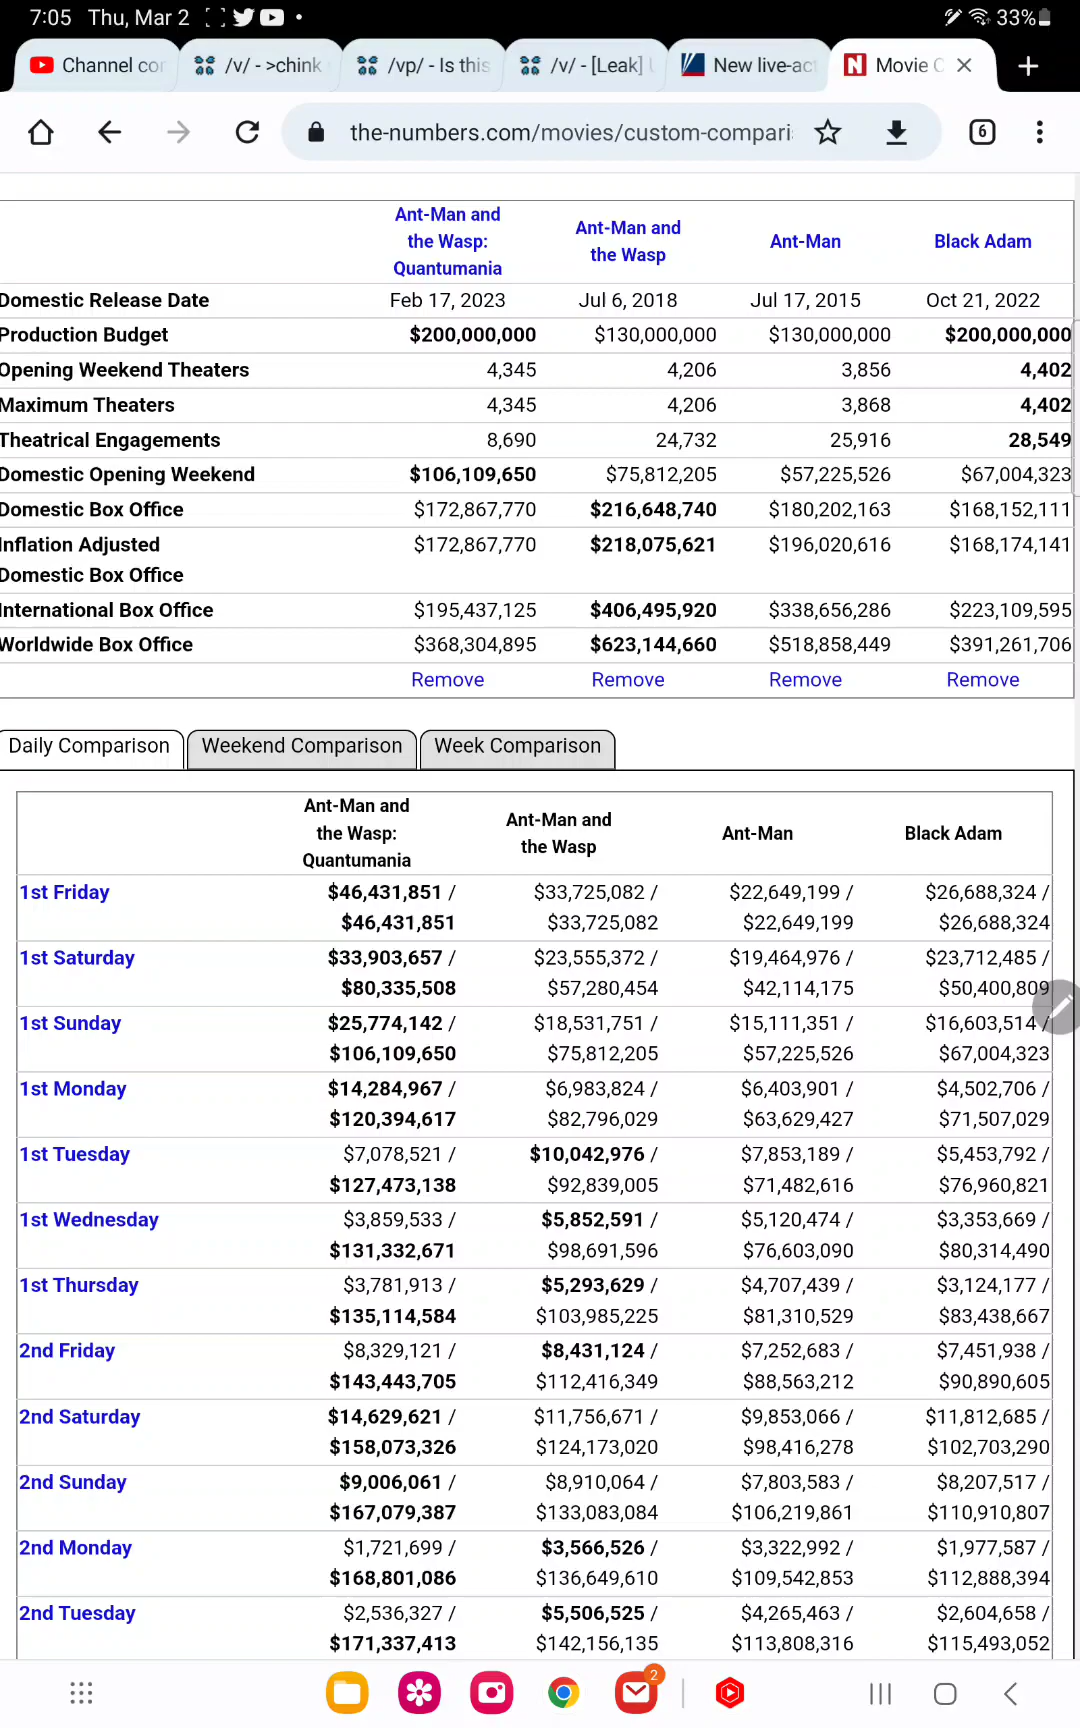 7:05 Thu, Mar 2
33%
Channel cor
/v/ - >chink
/vp/ - Is this
/v/ - [Leak]
New live-act
Movie C
the-numbers.com/movies/custom-compari
6
Ant-Man and the Wasp: Quantumania Ant-Man and the Wasp Ant-Man Black Adam
Domestic Release Date Feb 17, 2023 Jul 6, 2018 Jul 17, 2015 Oct 21, 2022
Production Budget $200,000,000 $130,000,000 $130,000,000 $200,000,000
Opening Weekend Theaters 4,345 4,206 3,856 4,402
Maximum Theaters 4,345 4,206 3,868 4,402
Theatrical Engagements 8,690 24,732 25,916 28,549
Domestic Opening Weekend $106,109,650 $75,812,205 $57,225,526 $67,004,323
Domestic Box Office $172,867,770 $216,648,740 $180,202,163 $168,152,111
Inflation Adjusted $172,867,770 $218,075,621 $196,020,616 $168,174,141
Domestic Box Office
International Box Office $195,437,125 $406,495,920 $338,656,286 $223,109,595
Worldwide Box Office $368,304,895 $623,144,660 $518,858,449 $391,261,706
Remove Remove Remove Remove
Daily Comparison Weekend Comparison Week Comparison
Ant-Man and the Wasp: Quantumania Ant-Man and the Wasp Ant-Man Black Adam
1st Friday $46,431,851 / $33,725,082 / $22,649,199 / $26,688,324 /
$46,431,851 $33,725,082 $22,649,199 $26,688,324
1st Saturday $33,903,657 / $23,555,372 / $19,464,976 / $23,712,485 /
$80,335,508 $57,280,454 $42,114,175 $50,400,809
1st Sunday $25,774,142 / $18,531,751 / $15,111,351 / $16,603,514 /
$106,109,650 $75,812,205 $57,225,526 $67,004,323
1st Monday $14,284,967 / $6,983,824 / $6,403,901 / $4,502,706 /
$120,394,617 $82,796,029 $63,629,427 $71,507,029
1st Tuesday $7,078,521 / $10,042,976 / $7,853,189 / $5,453,792 /
$127,473,138 $92,839,005 $71,482,616 $76,960,821
1st Wednesday $3,859,533 / $5,852,591 / $5,120,474 / $3,353,669 /
$131,332,671 $98,691,596 $76,603,090 $80,314,490
1st Thursday $3,781,913 / $5,293,629 / $4,707,439 / $3,124,177 /
$135,114,584 $103,985,225 $81,310,529 $83,438,667
2nd Friday $8,329,121 / $8,431,124 / $7,252,683 / $7,451,938 /
$143,443,705 $112,416,349 $88,563,212 $90,890,605
2nd Saturday $14,629,621 / $11,756,671 / $9,853,066 / $11,812,685 /
$158,073,326 $124,173,020 $98,416,278 $102,703,290
2nd Sunday $9,006,061 / $8,910,064 / $7,803,583 / $8,207,517 /
$167,079,387 $133,083,084 $106,219,861 $110,910,807
2nd Monday $1,721,699 / $3,566,526 / $3,322,992 / $1,977,587 /
$168,801,086 $136,649,610 $109,542,853 $112,888,394
2nd Tuesday $2,536,327 / $5,506,525 / $4,265,463 / $2,604,658 /
$171,337,413 $142,156,135 $113,808,316 $115,493,052
2